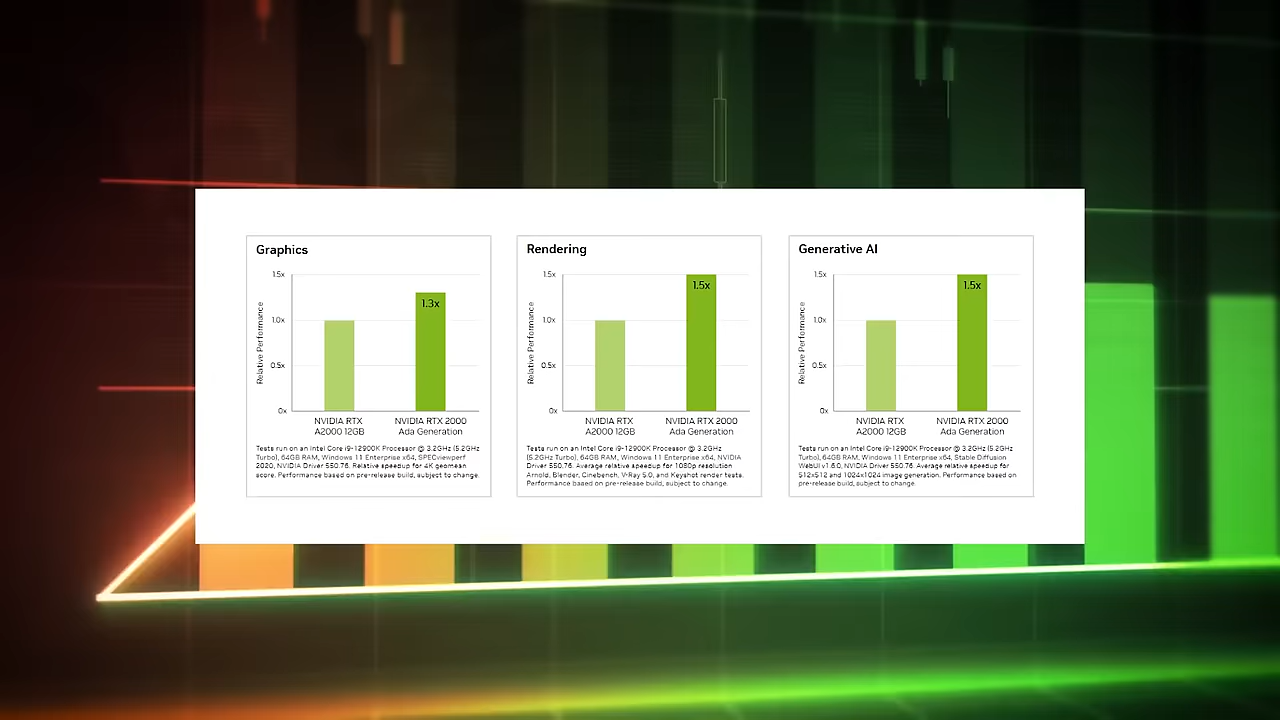 Graphics
1.5x
1.3x
1.0x
0.5x
0x
Relative Performance
NVIDIA RTX
A2000 12GB
NVIDIA RTX 2000
Ada Generation
Tests run on an Intel Core i9-12900K Processor @ 3.2GHz (5.2GHz
Turbo), 64GB RAM, Windows 11 Enterprise x64, SPECviewperf
2020, NVIDIA Driver 550.76. Relative speedup for 4K geomean
score. Performance based on pre-release build, subject to change.
Rendering
1.5x
1.5x
1.0x
0.5x
0x
Relative Performance
NVIDIA RTX
A2000 12GB
NVIDIA RTX 2000
Ada Generation
Tests run on an Intel Core i9-12900K Processor @ 3.2GHz
(5.2GHz Turbo), 64GB RAM, Windows 11 Enterprise x64, NVIDIA
Driver 550.76. Average relative speedup for 1080p resolution
Arnold, Blender, Cinebench, V-Ray 5.0, and Keyshot render tests.
Performance based on pre-release build, subject to change.
Generative AI
1.5x
1.5x
1.0x
0.5x
0x
Relative Performance
NVIDIA RTX
A2000 12GB
NVIDIA RTX 2000
Ada Generation
Tests run on an Intel Core i9-12900K Processor @ 3.2GHz (5.2GHz
Turbo), 64GB RAM, Windows 11 Enterprise x64, Stable Diffusion
WebUI v1.6.0, NVIDIA Driver 550.76. Average relative speedup for
512x512 and 1024x1024 image generation. Performance based on
pre-release build, subject to change.